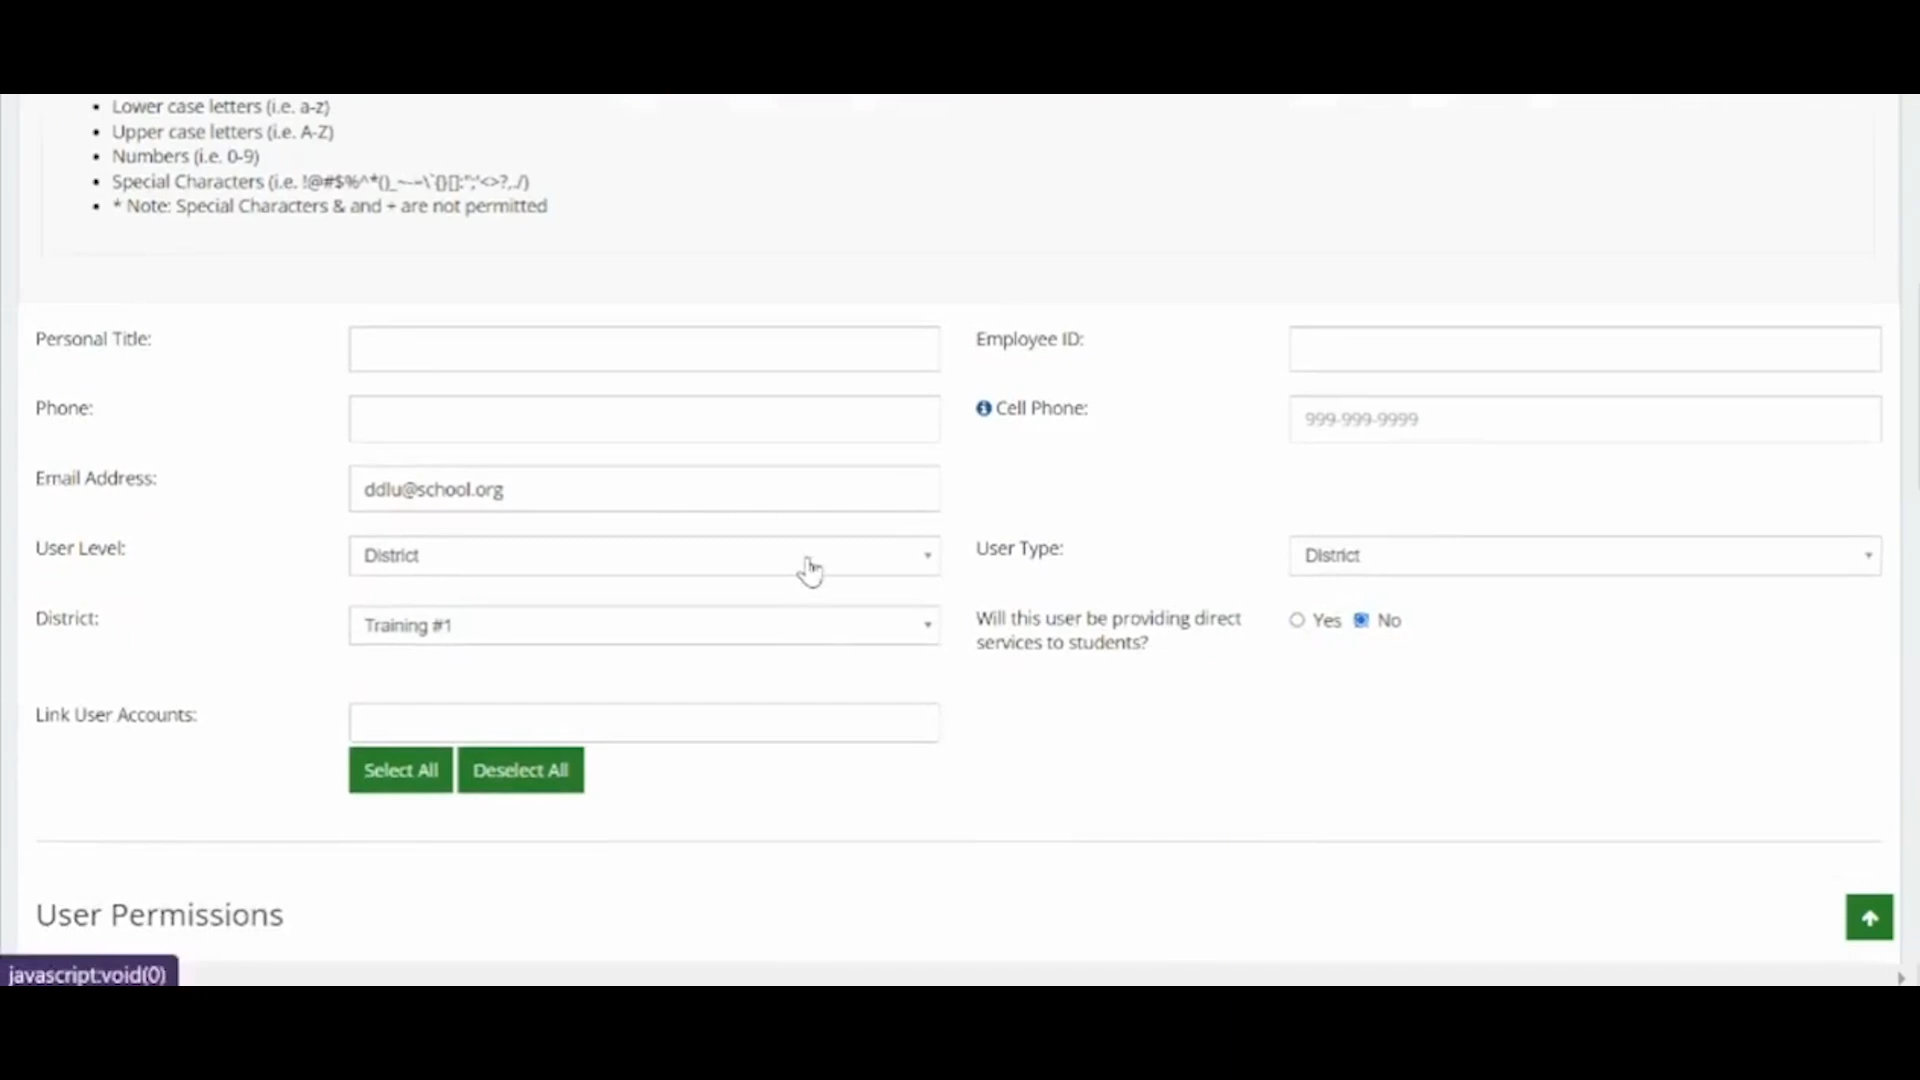 • Lower case letters (i.e. a-z)
• Upper case letters (i.e. A-Z)
• Numbers (i.e. 0-9)
• Special Characters (i.e. !@#$%^*()_~-=\`{}[]:";'<>?,./)
• * Note: Special Characters & and + are not permitted
Personal Title:
Employee ID:
Phone:
Cell Phone: 999-999-9999
Email Address: ddlu@school.org
User Level: District
User Type: District
District: Training #1
Will this user be providing direct
services to students?
Yes No
Link User Accounts:
Select All Deselect All
User Permissions
javascript:void(0)